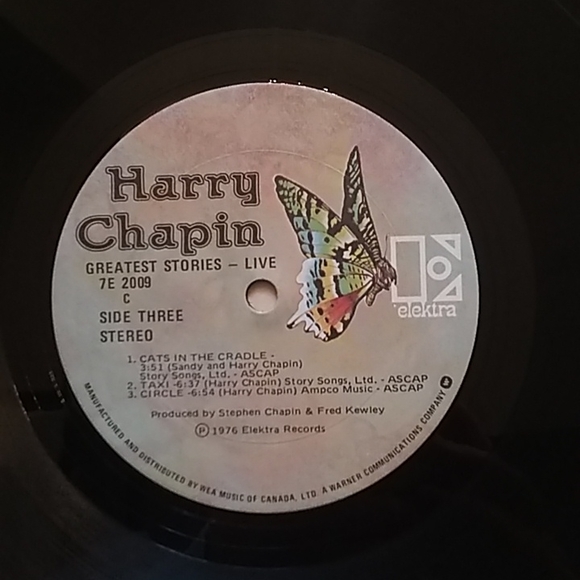 Harry
Chapin
GREATEST STORIES – LIVE
7E 2009
C
SIDE THREE
STEREO
elektra
1. CATS IN THE CRADLE -
3:51 (Sandy and Harry Chapin)
Story Songs, Ltd. - ASCAP
2. TAXI -6:37 (Harry Chapin) Story Songs, Ltd. - ASCAP
3. CIRCLE -6:54 (Harry Chapin) Ampco Music - ASCAP
Produced by Stephen Chapin & Fred Kewley
Ⓟ 1976 Elektra Records
MANUFACTURED AND DISTRIBUTED BY WEA MUSIC OF CANADA, LTD. A WARNER COMMUNICATIONS COMPANY